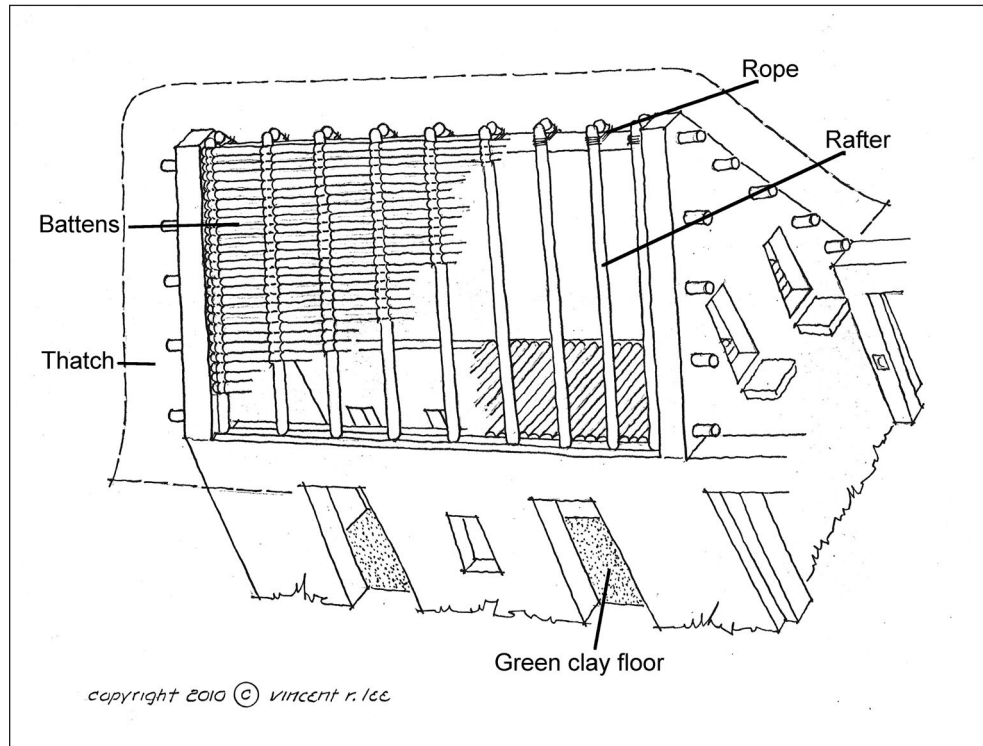 Rope
Rafter
Battens
Thatch
Green clay floor
copyright 2010 © vincent r. lee